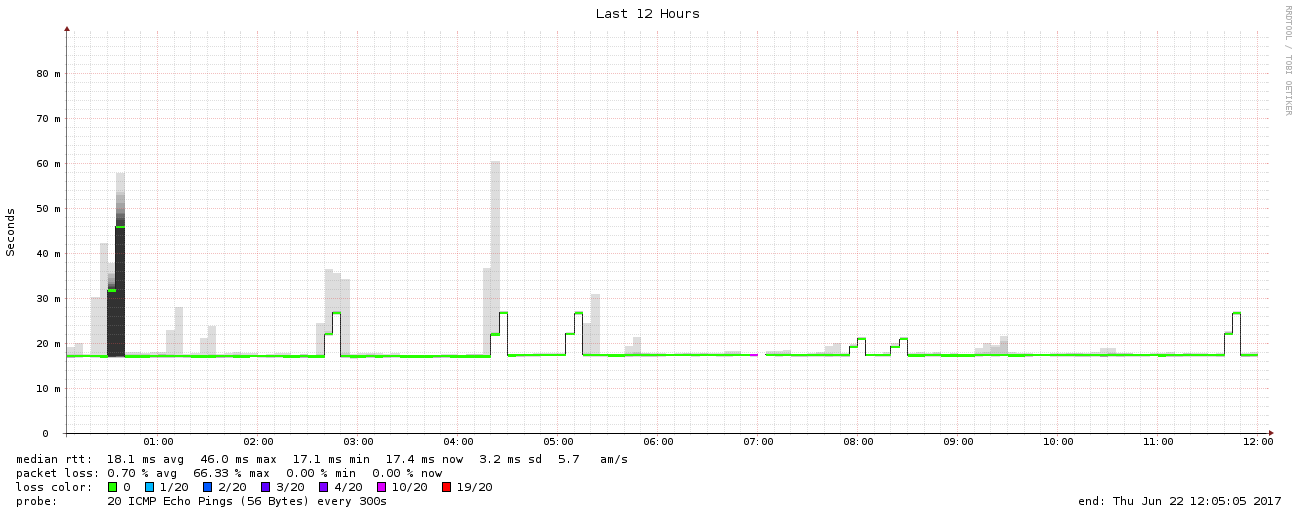 Last 12 Hours
RRDTOOL / TOBI OETIKER
Seconds
80 m
70 m
60 m
50 m
40 m
30 m
20 m
10 m
0
01:00 02:00 03:00 04:00 05:00 06:00 07:00 08:00 09:00 10:00 11:00 12:00
median rtt: 18.1 ms avg 46.0 ms max 17.1 ms min 17.4 ms now 3.2 ms sd 5.7 am/s
packet loss: 0.70 % avg 66.33 % max 0.00 % min 0.00 % now
loss color: 0 1/20 2/20 3/20 4/20 10/20 19/20
probe: 20 ICMP Echo Pings (56 Bytes) every 300s end: Thu Jun 22 12:05:05 2017